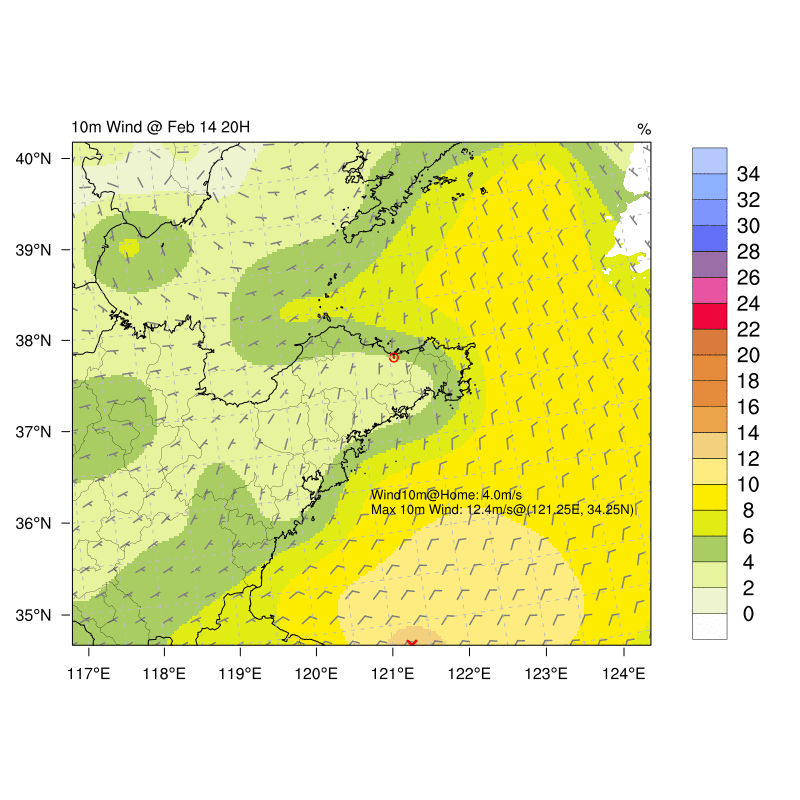 10m Wind @ Feb 14 20H
%
40°N
39°N
38°N
37°N
36°N
35°N
117°E 118°E 119°E 120°E 121°E 122°E 123°E 124°E
Wind10m@Home: 4.0m/s
Max 10m Wind: 12.4m/s@(121.25E, 34.25N)
34
32
30
28
26
24
22
20
18
16
14
12
10
8
6
4
2
0